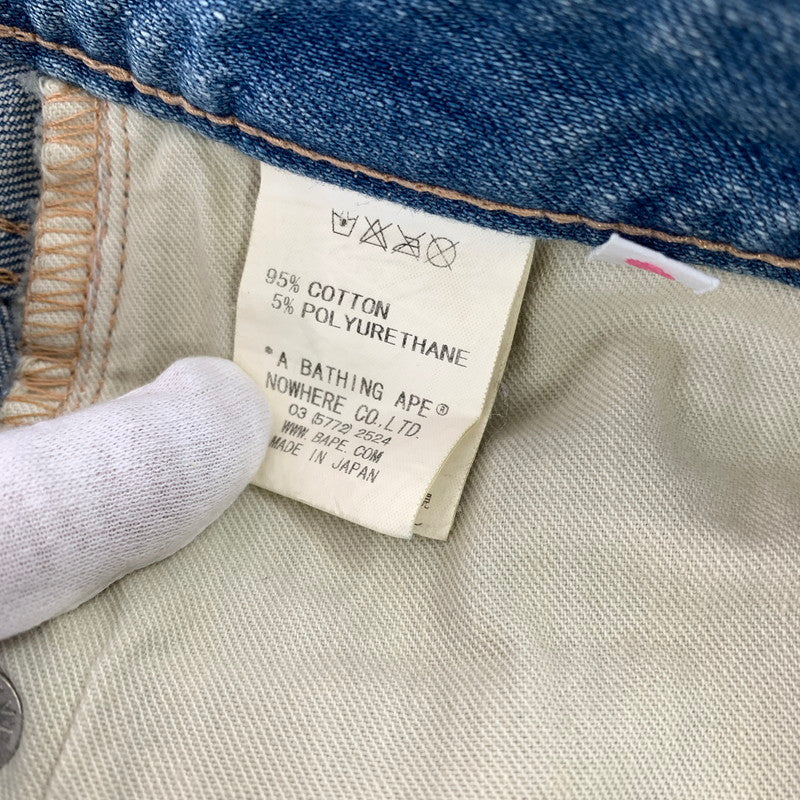 95% COTTON
5% POLYURETHANE
"A BATHING APE®
NOWHERE CO.,LTD.
03 (5772) 2524
WWW.BAPE.COM
MADE IN JAPAN